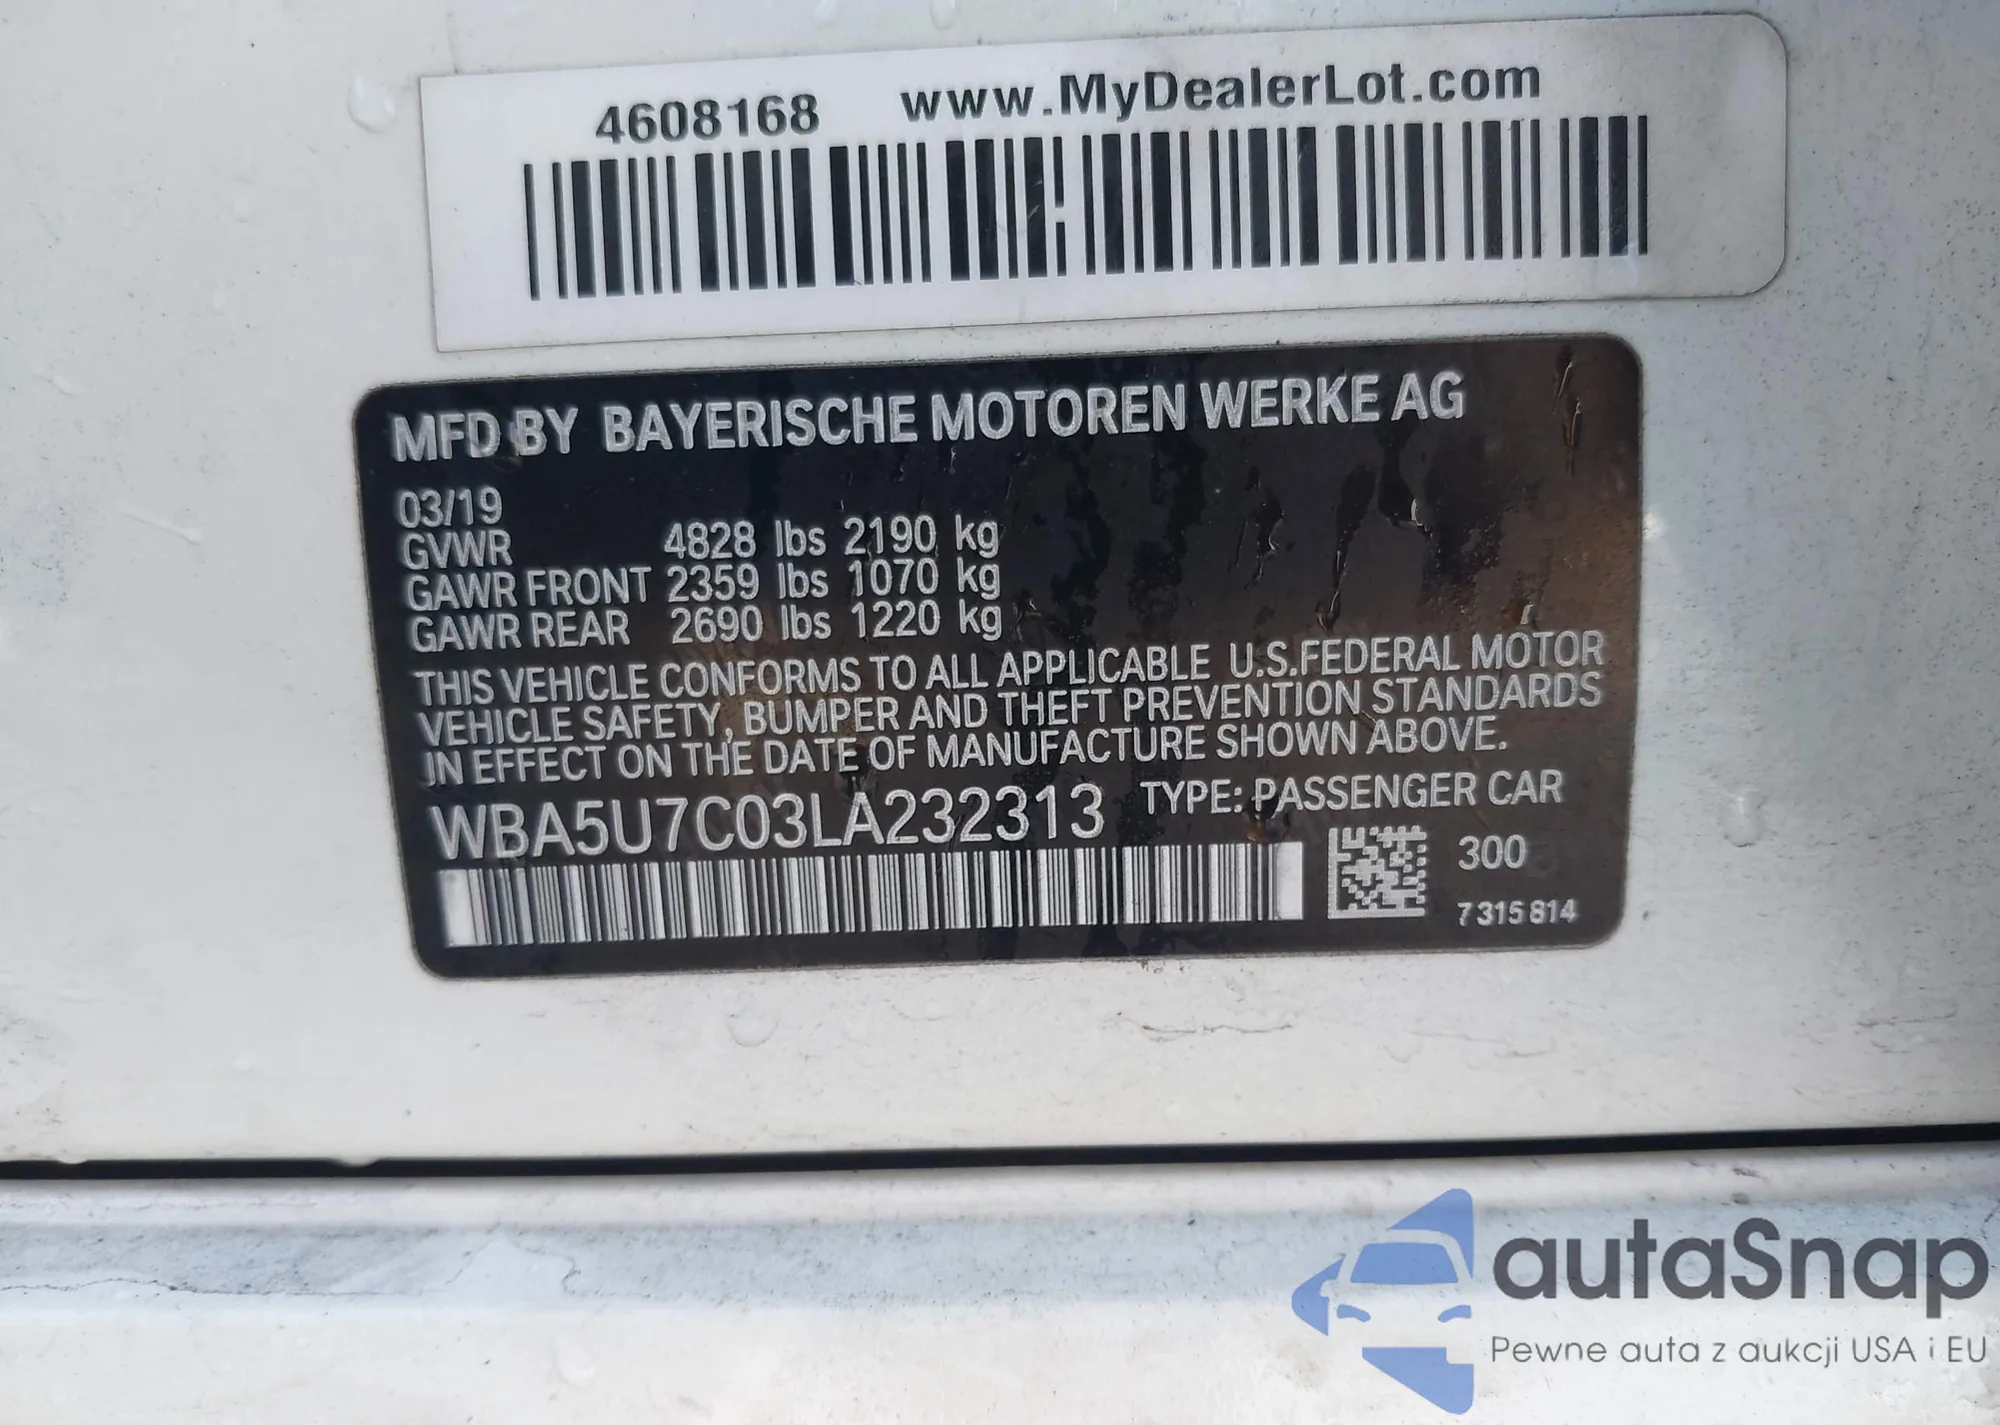 4608168 www.MyDealerLot.com
MFD BY BAYERISCHE MOTOREN WERKE AG
03/19
GVWR 4828 lbs 2190 kg
GAWR FRONT 2359 lbs 1070 kg
GAWR REAR 2690 lbs 1220 kg
THIS VEHICLE CONFORMS TO ALL APPLICABLE U.S.FEDERAL MOTOR
VEHICLE SAFETY, BUMPER AND THEFT PREVENTION STANDARDS
IN EFFECT ON THE DATE OF MANUFACTURE SHOWN ABOVE.
WBA5U7C03LA232313 TYPE: PASSENGER CAR
300
7315814
autaSnap
Pewne auta z aukcji USA i EU